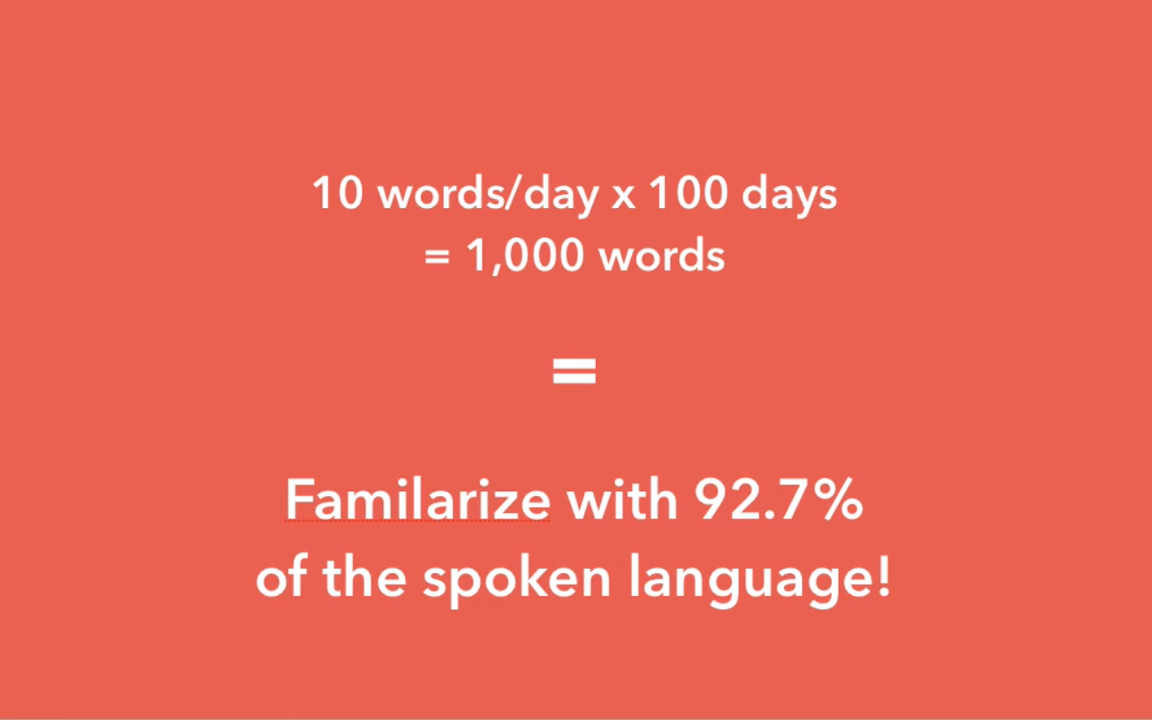 10 words/day x 100 days
= 1,000 words
=
Familarize with 92.7%
of the spoken language!